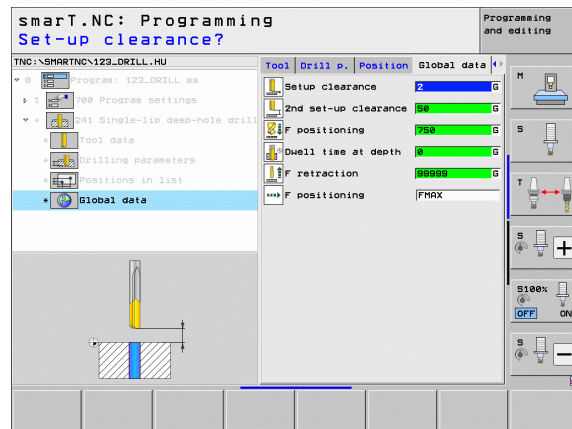 smarT.NC: Programming
Set-up clearance?
Programming
and editing
TNC:\SMARTNC\123_DRILL.HU
0 Program: 123_DRILL mm
1 700 Program settings
* 241 Single-lip deep-hole drill
* Tool data
* Drilling parameters
* Positions in list
* Global data
Tool Drill p. Position Global data
Setup clearance 2 G
2nd set-up clearance 50 G
F positioning 750 G
Dwell time at depth 0 G
F retraction 99999 G
F positioning FMAX
M
S
T
S
+
S100%
OFF ON
S
-